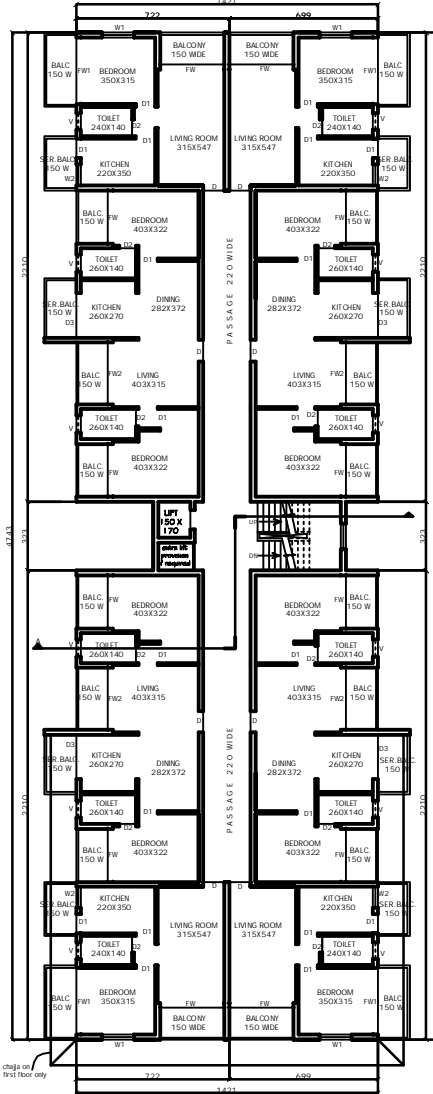 1421
722 699
W1 W1
BALCONY BALCONY
150 WIDE 150 WIDE
BALC BALC
150 W 150 W
FW1 FW FW FW1
BEDROOM BEDROOM
350X315 350X315
D1 D1
TOILET TOILET
240X140 240X140
V D2 D2 V
D1 D1 D1 D1
LIVING ROOM LIVING ROOM
315X547 315X547
SER.BALC. SER.BALC.
150 W 150 W
KITCHEN KITCHEN
220X350 220X350
W2 W2
D D
BALC. BALC.
150 W 150 W
FW FW
BEDROOM BEDROOM
403X322 403X322
D2 D2
TOILET TOILET
260X140 260X140
V D1 D1 V
2210 2210
PASSAGE 220 WIDE
SER.BALC. SER.BALC.
150 W 150 W
D3
KITCHEN KITCHEN
260X270 260X270
DINING DINING
282X372 282X372
D D
BALC BALC
150 W 150 W
FW2 FW2
LIVING LIVING
403X315 403X315
TOILET TOILET
260X140 260X140
V D2 D1 D1 D2 V
BALC. BALC.
150 W 150 W
FW FW
BEDROOM BEDROOM
403X322 403X322
4743
323 323
LIFT
150 X
170
extra lift
provision
if required
UP
DN
A
BALC. BALC.
150 W 150 W
FW FW
BEDROOM BEDROOM
403X322 403X322
TOILET TOILET
260X140 260X140
V D2 D1 D1 D2 V
BALC BALC
150 W 150 W
FW2 FW2
LIVING LIVING
403X315 403X315
D D
D3 D3
SER.BALC. SER.BALC.
150 W 150 W
KITCHEN KITCHEN
260X270 260X270
DINING DINING
282X372 282X372
PASSAGE 220 WIDE
2210 2210
TOILET TOILET
260X140 260X140
V D1 D1 V
D2 D2
BALC. BALC.
150 W 150 W
FW FW
BEDROOM BEDROOM
403X322 403X322
D D
W2 W2
SER.BALC. SER.BALC.
150 W 150 W
KITCHEN KITCHEN
220X350 220X350
D1 D1 D1 D1
LIVING ROOM LIVING ROOM
315X547 315X547
TOILET TOILET
240X140 240X140
V D2 D2 V
D1 D1
BEDROOM BEDROOM
350X315 350X315
BALC BALC
150 W 150 W
FW1 FW FW FW1
BALCONY BALCONY
150 WIDE 150 WIDE
W1 W1
chajja on
first floor only
722 699
1421